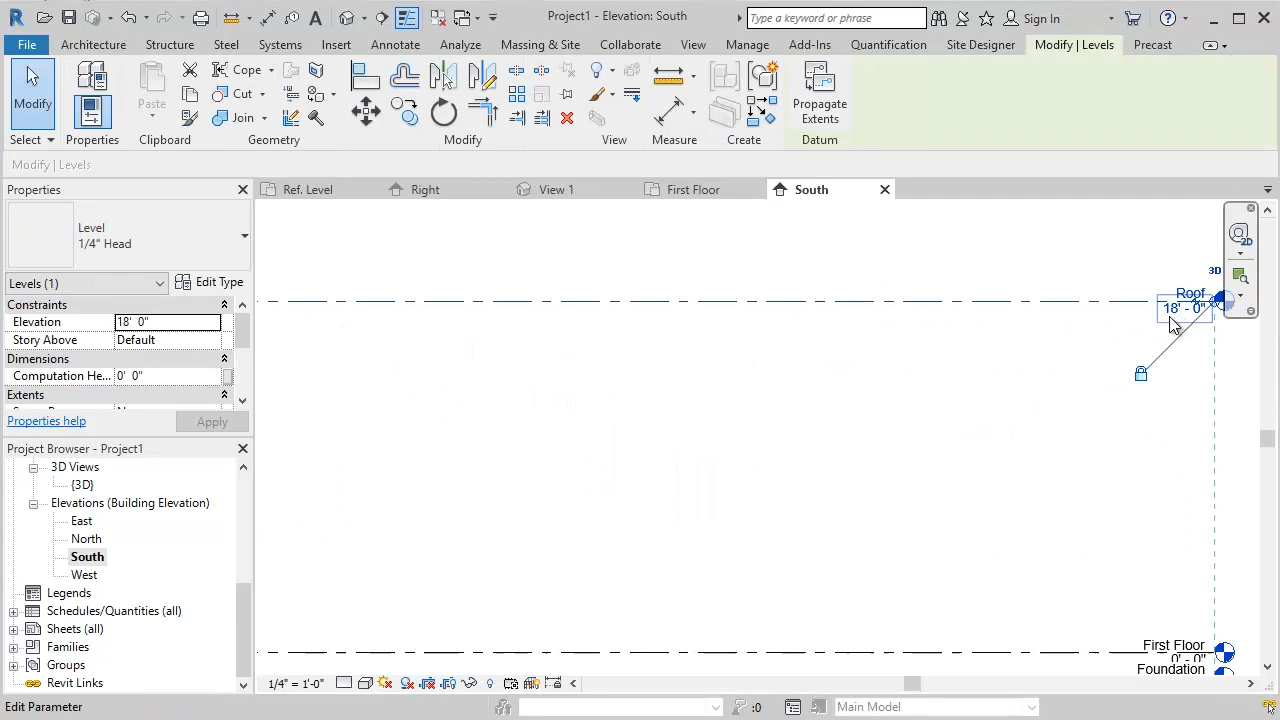 Project1 - Elevation: South
Type a keyword or phrase
Sign In
File Architecture Structure Steel Systems Insert Annotate Analyze Massing & Site Collaborate View Manage Add-Ins Quantification Site Designer Modify | Levels Precast
Modify
Paste
Cope
Cut
Join
Propagate
Extents
Select Properties Clipboard Geometry Modify View Measure Create Datum
Modify | Levels
Properties
Ref. Level Right View 1 First Floor South
Level
1/4" Head
Levels (1) Edit Type
Constraints
Elevation 18' 0"
Story Above Default
Dimensions
Computation He... 0' 0"
Extents
Properties help Apply
Project Browser - Project1
3D Views
{3D}
Elevations (Building Elevation)
East
North
South
West
Legends
Schedules/Quantities (all)
Sheets (all)
Families
Groups
Revit Links
2D
3D
Roof
18' - 0"
First Floor
0' - 0"
Foundation
1/4" = 1'-0"
Edit Parameter :0 Main Model